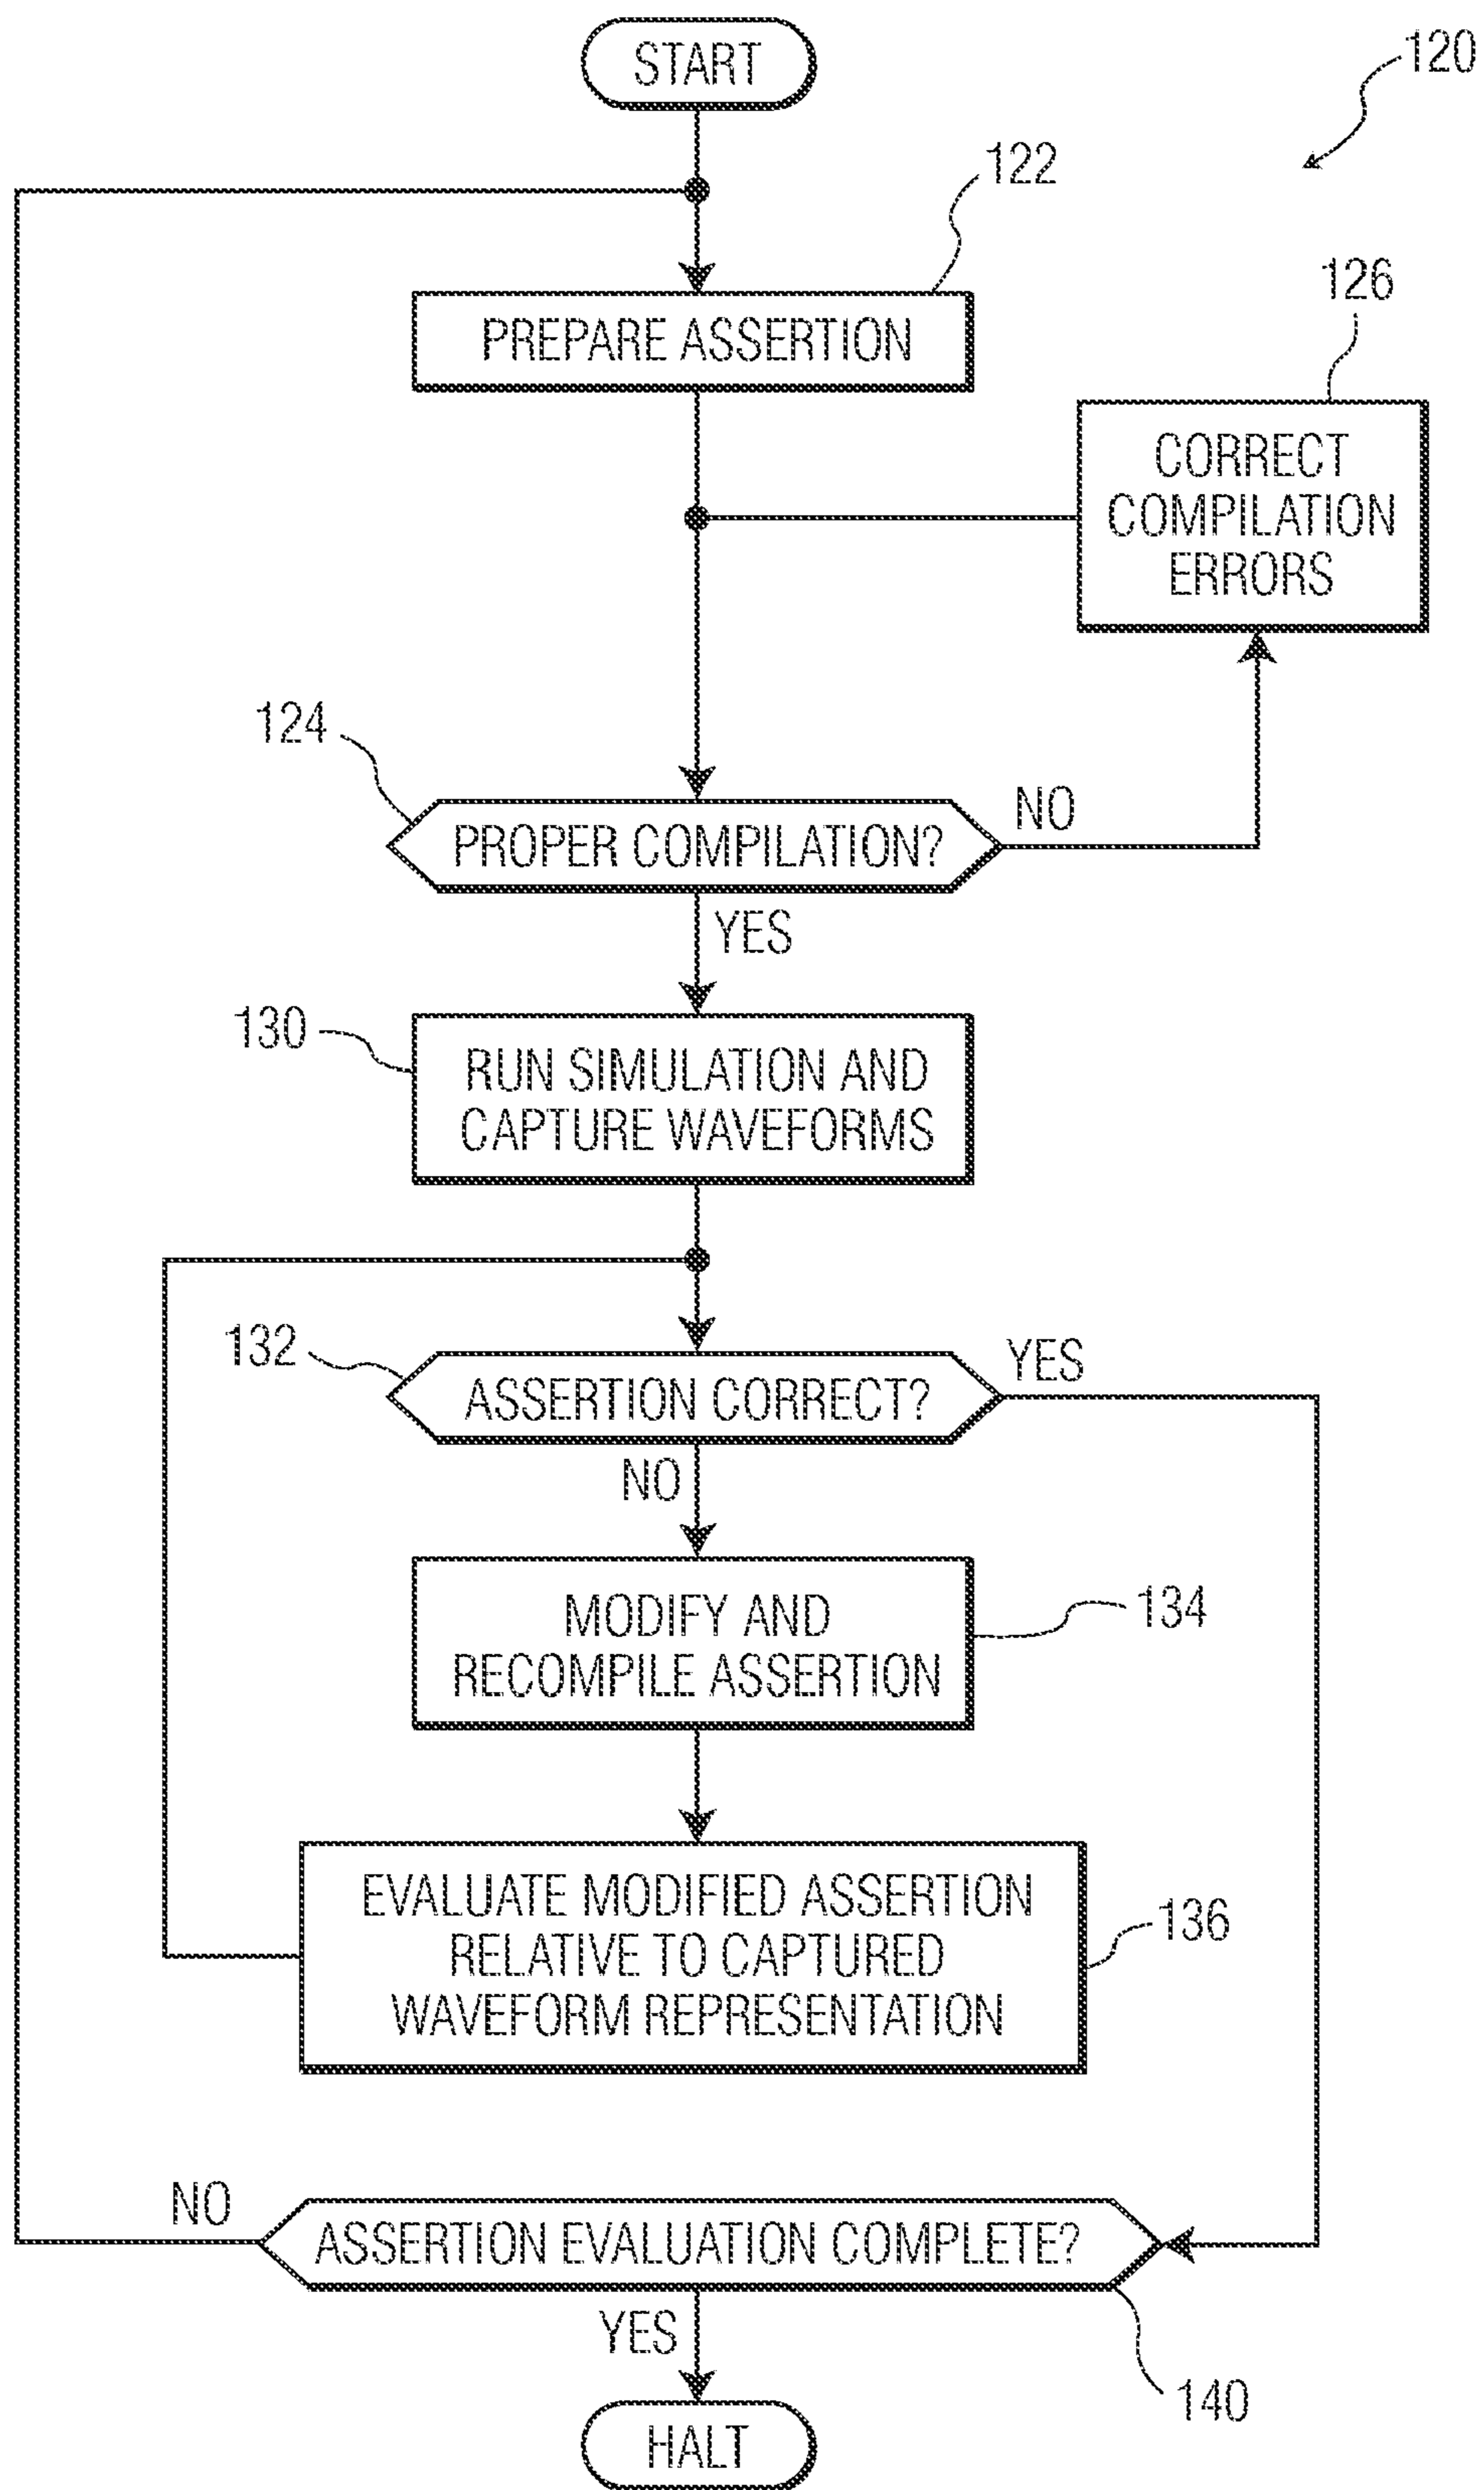 START
120
122
PREPARE ASSERTION
126
CORRECT
COMPILATION
ERRORS
124
PROPER COMPILATION?
NO
YES
130
RUN SIMULATION AND
CAPTURE WAVEFORMS
132
ASSERTION CORRECT?
YES
NO
MODIFY AND
RECOMPILE ASSERTION
134
EVALUATE MODIFIED ASSERTION
RELATIVE TO CAPTURED
WAVEFORM REPRESENTATION
136
NO
ASSERTION EVALUATION COMPLETE?
YES
140
HALT